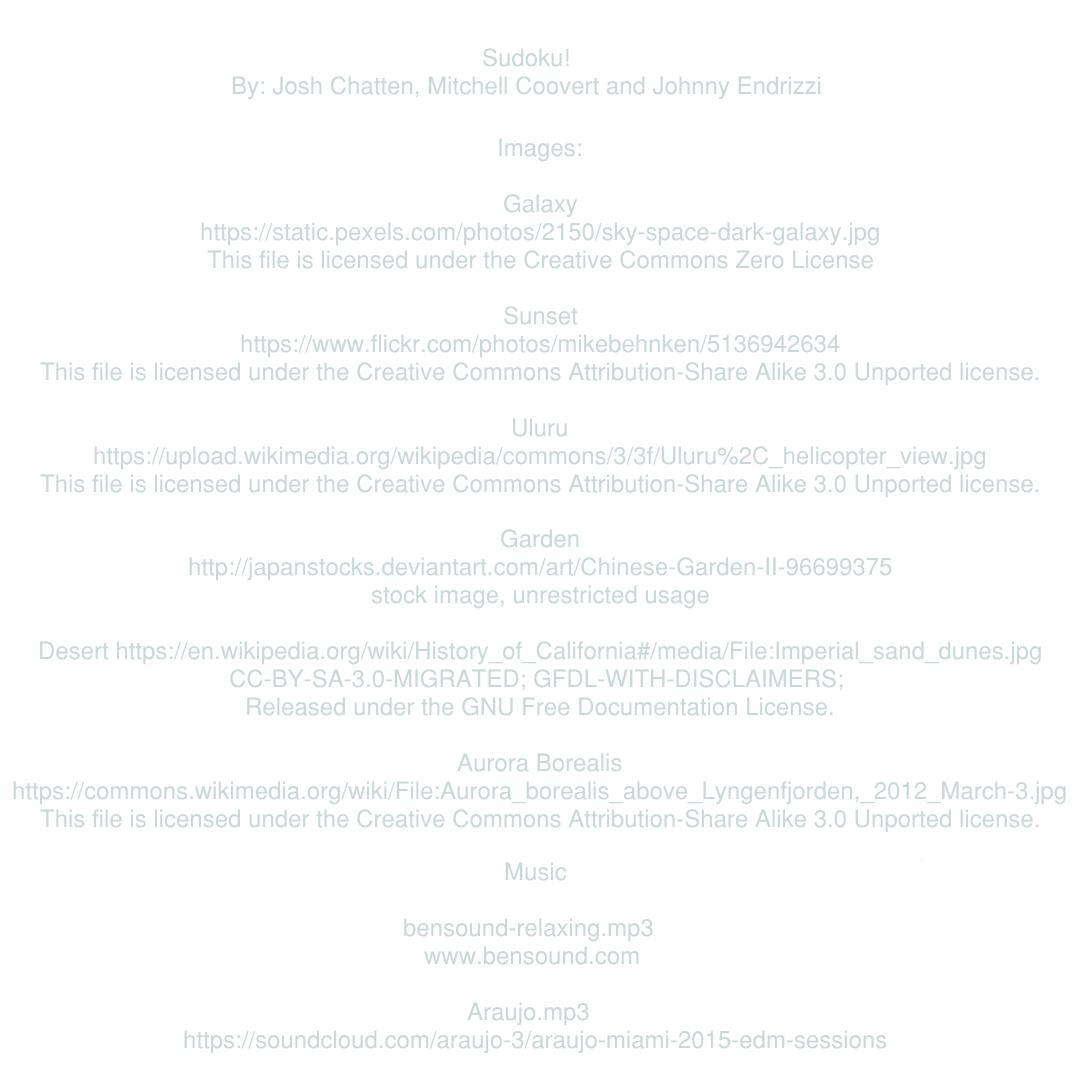 Sudoku!
By: Josh Chatten, Mitchell Coovert and Johnny Endrizzi
Images:
Galaxy
https://static.pexels.com/photos/2150/sky-space-dark-galaxy.jpg
This file is licensed under the Creative Commons Zero License
Sunset
https://www.flickr.com/photos/mikebehnken/5136942634
This file is licensed under the Creative Commons Attribution-Share Alike 3.0 Unported license.
Uluru
https://upload.wikimedia.org/wikipedia/commons/3/3f/Uluru%2C_helicopter_view.jpg
This file is licensed under the Creative Commons Attribution-Share Alike 3.0 Unported license.
Garden
http://japanstocks.deviantart.com/art/Chinese-Garden-II-96699375
stock image, unrestricted usage
Desert https://en.wikipedia.org/wiki/History_of_California#/media/File:Imperial_sand_dunes.jpg
CC-BY-SA-3.0-MIGRATED; GFDL-WITH-DISCLAIMERS;
Released under the GNU Free Documentation License.
Aurora Borealis
https://commons.wikimedia.org/wiki/File:Aurora_borealis_above_Lyngenfjorden,_2012_March-3.jpg
This file is licensed under the Creative Commons Attribution-Share Alike 3.0 Unported license.
Music
bensound-relaxing.mp3
www.bensound.com
Araujo.mp3
https://soundcloud.com/araujo-3/araujo-miami-2015-edm-sessions